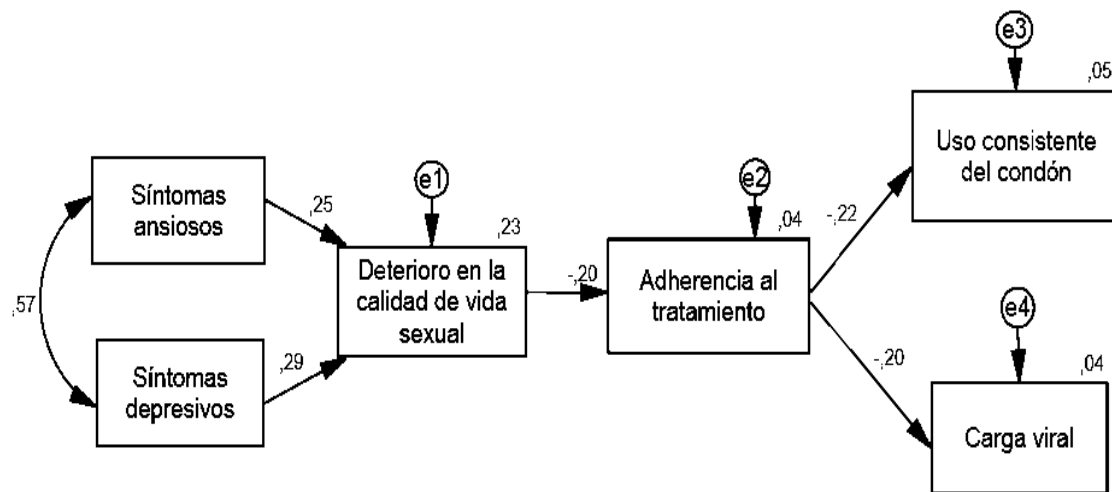 e3
,05
Uso consistente
del condón
Síntomas
ansiosos
e1
e2
,25
,23
,04
-,22
Deterioro en la
calidad de vida
sexual
-,20
Adherencia al
tratamiento
,57
e4
,29
-,20
,04
Síntomas
depresivos
Carga viral